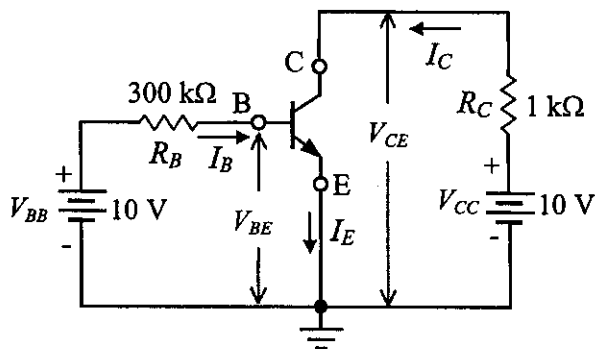 C
I_C
300 kΩ
B
R_C 1 kΩ
V_CE
R_B
I_B
+
+
E
V_BB 10 V
V_BE
I_E
V_CC 10 V
-
-